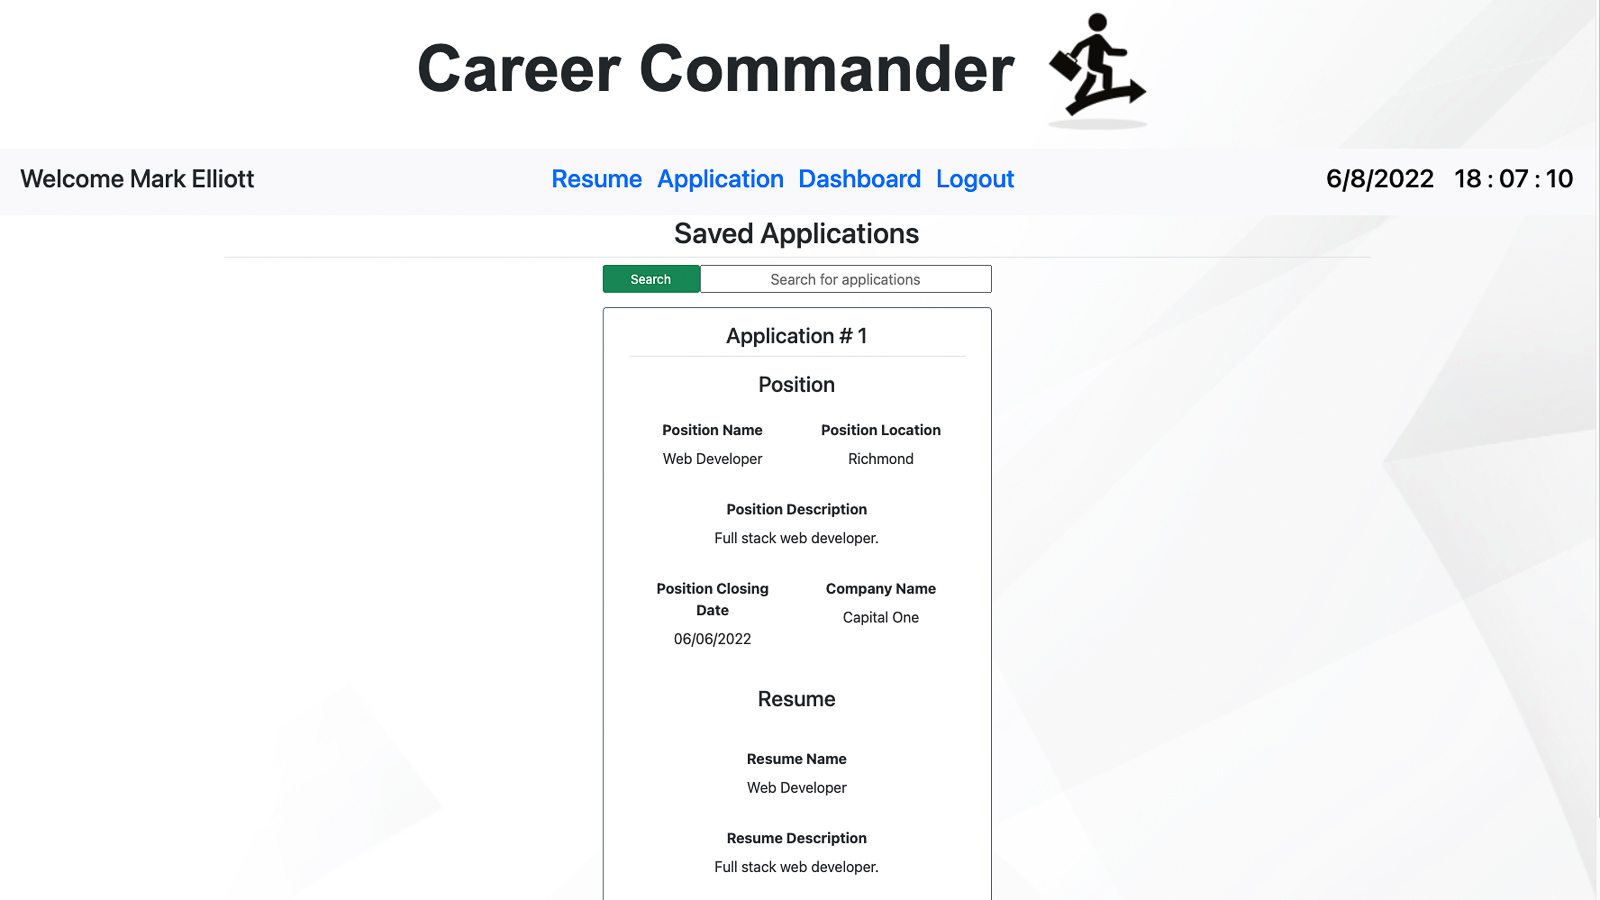 Career Commander
Welcome Mark Elliott
Resume Application Dashboard Logout
6/8/2022 18 : 07 : 10
Saved Applications
Search
Search for applications
Application # 1
Position
Position Name
Web Developer
Position Location
Richmond
Position Description
Full stack web developer.
Position Closing
Date
06/06/2022
Company Name
Capital One
Resume
Resume Name
Web Developer
Resume Description
Full stack web developer.